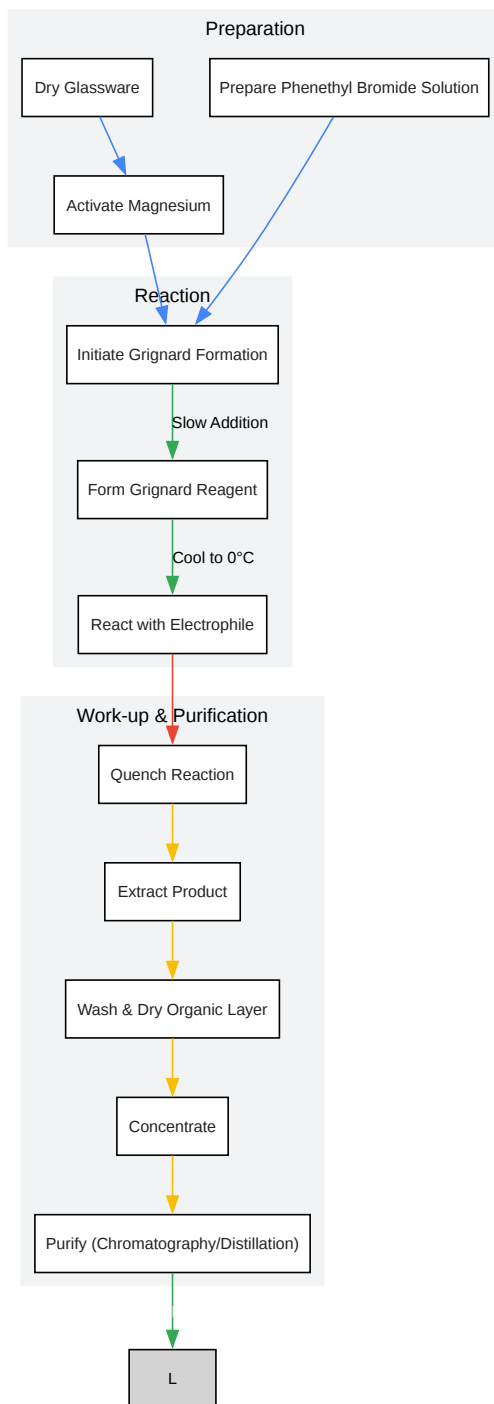 Preparation
Dry Glassware
Prepare Phenethyl Bromide Solution
Activate Magnesium
Reaction
Initiate Grignard Formation
Slow Addition
Form Grignard Reagent
Cool to 0°C
React with Electrophile
Work-up & Purification
Quench Reaction
Extract Product
Wash & Dry Organic Layer
Concentrate
Purify (Chromatography/Distillation)
L